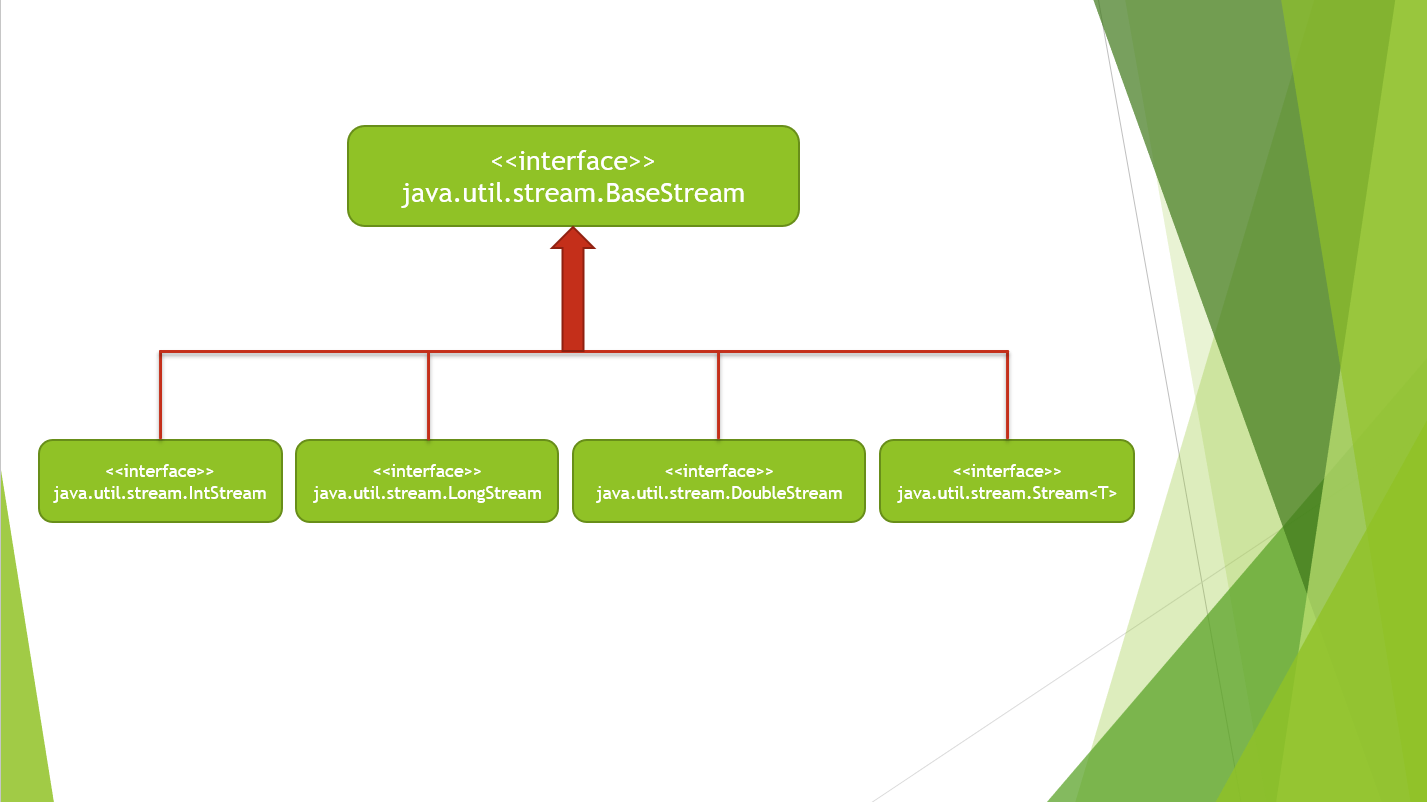 <<interface>>
java.util.stream.BaseStream
<<interface>>
java.util.stream.IntStream
<<interface>>
java.util.stream.LongStream
<<interface>>
java.util.stream.DoubleStream
<<interface>>
java.util.stream.Stream<T>